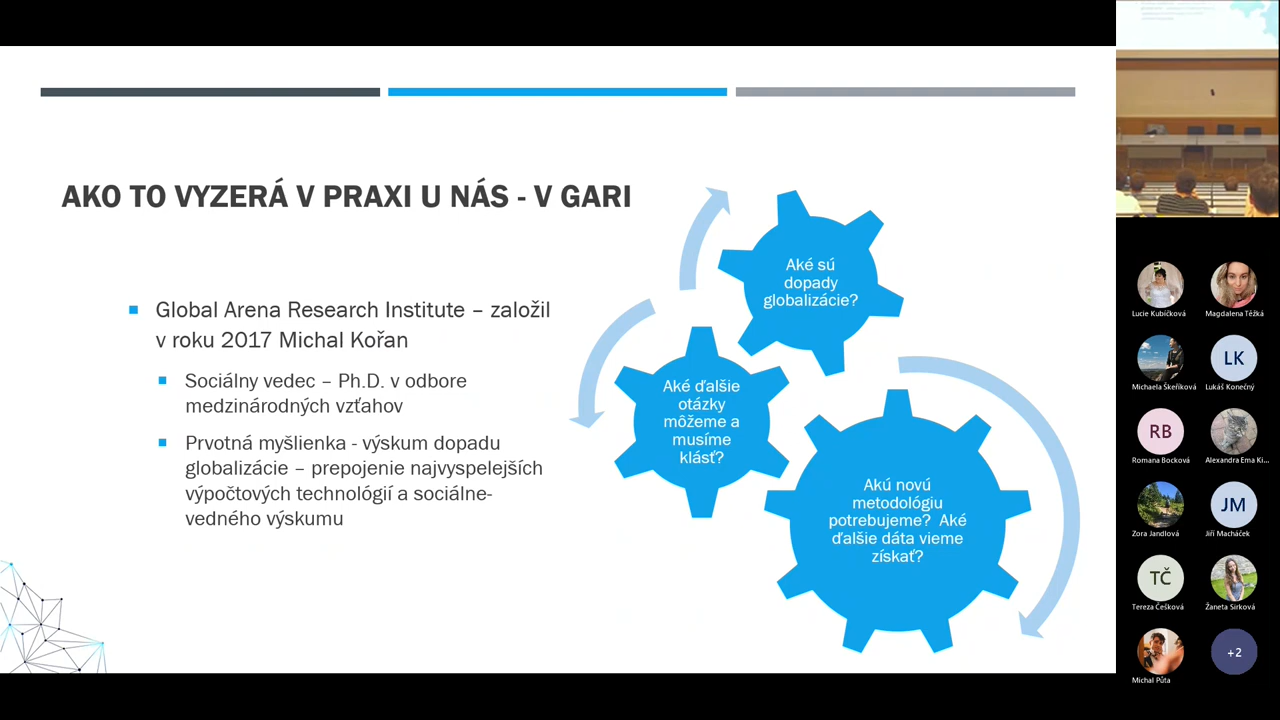 AKO TO VYZERÁ V PRAXI U NÁS - V GARI
Global Arena Research Institute – založil
v roku 2017 Michal Kořan
Sociálny vedec – Ph.D. v odbore
medzinárodných vzťahov
Prvotná myšlienka - výskum dopadu
globalizácie – prepojenie najvyspelejších
výpočtových technológií a sociálne-
vedného výskumu
Aké sú
dopady
globalizácie?
Aké ďalšie
otázky
môžeme a
musíme
klásť?
Akú novú
metodológiu
potrebujeme? Aké
ďalšie dáta vieme
získať?
Lucie Kubíčková
Magdalena Těžká
Michaela Škeříková
LK
Lukáš Konečný
RB
Romana Bocková
Alexandra Ema Ki...
Zora Jandlová
JM
Jiří Macháček
TČ
Tereza Češková
Žaneta Sirková
Michal Půta
+2